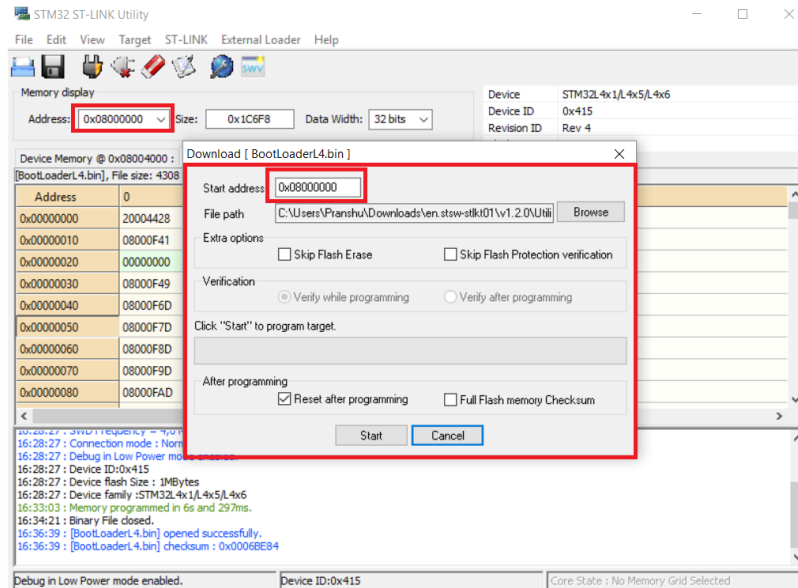 STM32 ST-LINK Utility
File Edit View Target ST-LINK External Loader Help
SWV
Memory display
Address: 0x08000000 Size: 0x1C6F8 Data Width: 32 bits
Device STM32L4x1/L4x5/L4x6
Device ID 0x415
Revision ID Rev 4
Device Memory @ 0x08004000 :
[BootLoaderL4.bin], File size: 4308
Address 0
0x00000000 20004428
0x00000010 08000F41
0x00000020 00000000
0x00000030 08000F49
0x00000040 08000F6D
0x00000050 08000F7D
0x00000060 08000F8D
0x00000070 08000F9D
0x00000080 08000FAD
Download [ BootLoaderL4.bin ]
Start address 0x08000000
File path C:\Users\Pranshu\Downloads\en.stsw-stlkt01\v1.2.0\Utili Browse
Extra options
Skip Flash Erase Skip Flash Protection verification
Verification
Verify while programming Verify after programming
Click "Start" to program target.
After programming
Reset after programming Full Flash memory Checksum
Start Cancel
16:28:27 : SWD Frequency = 4,0
16:28:27 : Connection mode : Norm
16:28:27 : Debug in Low Power mode enabled.
16:28:27 : Device ID:0x415
16:28:27 : Device flash Size : 1MBytes
16:28:27 : Device family :STM32L4x1/L4x5/L4x6
16:33:03 : Memory programmed in 6s and 297ms.
16:34:21 : Binary File closed.
16:36:39 : [BootLoaderL4.bin] opened successfully.
16:36:39 : [BootLoaderL4.bin] checksum : 0x0006BE84
Debug in Low Power mode enabled. Device ID:0x415 Core State : No Memory Grid Selected